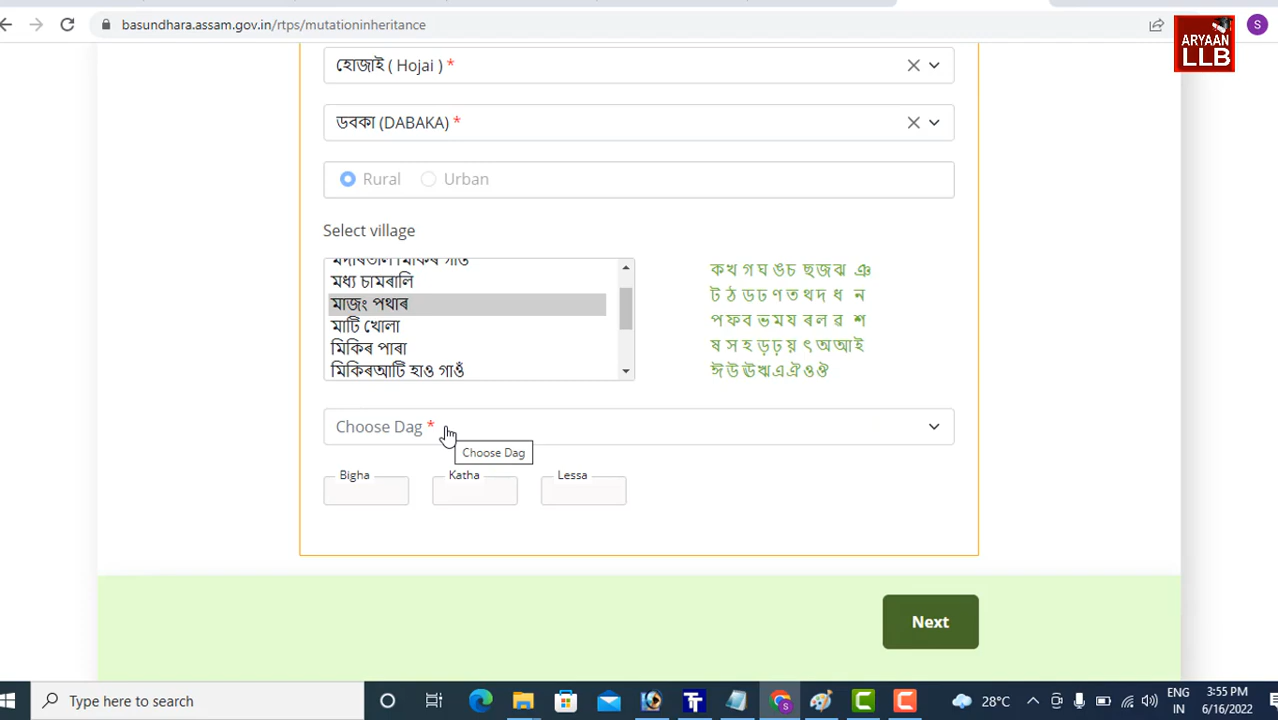 basundhara.assam.gov.in/rtps/mutationinheritance
S
ARYAAN
LLB
হোজাই ( Hojai ) *
ডবকা (DABAKA) *
Rural Urban
Select village
মধ্য চামৰালি
মাজং পথাৰ
মাটি খোলা
মিকিৰ পাৰা
মিকিৰআটি হাও গাওঁ
ক খ গ ঘ ঙ চ ছ জ ঝ ঞ
ট ঠ ড ঢ ণ ত থ দ ধ ন
প ফ ব ভ ম য ৰ ল ৱ শ
ষ স হ ড় ঢ় য় ৎ অ আ ই
ঈ উ ঊ ঋ এ ঐ ও ঔ
Choose Dag *
Choose Dag
Bigha Katha Lessa
Next
Type here to search
28°C
ENG
IN
3:55 PM
6/16/2022